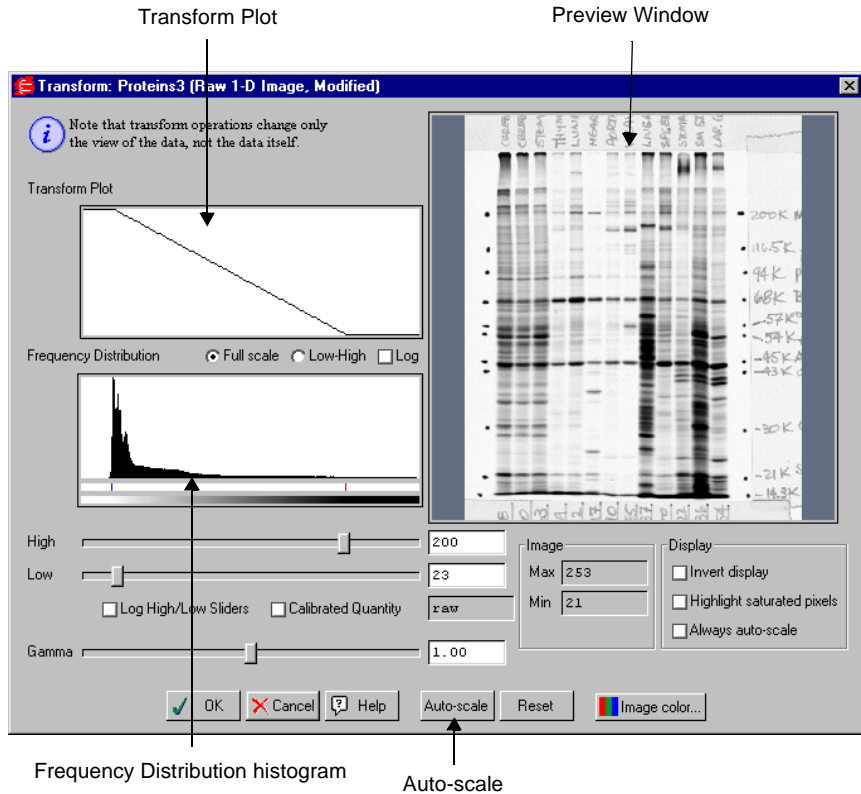 Transform Plot
Preview Window
Transform: Proteins3 (Raw 1-D Image, Modified)
Note that transform operations change only
the view of the data, not the data itself.
Transform Plot
Frequency Distribution Full scale Low-High Log
200K M
116.5K
94K P
68K B
-57K
-54K
-45K A
-43K
-30K
-21K S
-14.3K
High 200
Low 23
Log High/Low Sliders Calibrated Quantity raw
Gamma 1.00
Image
Max 253
Min 21
Display
Invert display
Highlight saturated pixels
Always auto-scale
OK Cancel Help Auto-scale Reset Image color...
Frequency Distribution histogram
Auto-scale